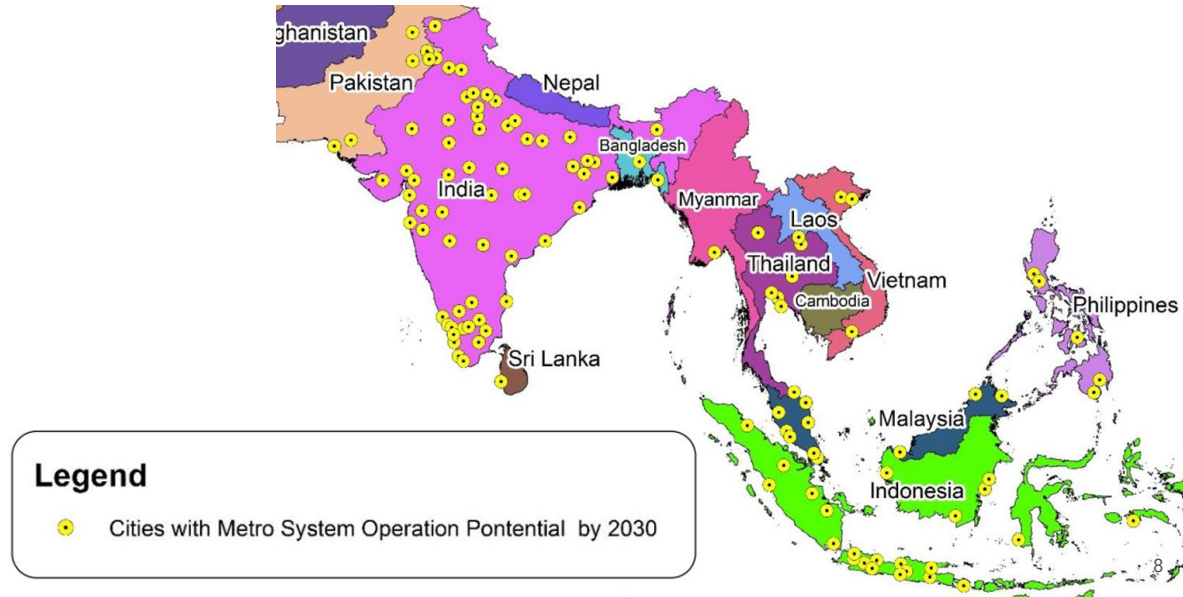 ghanistan
Pakistan
Nepal
Bangladesh
India
Myanmar
Laos
Thailand
Vietnam
Cambodia
Philippines
Sri Lanka
Malaysia
Indonesia
Legend
Cities with Metro System Operation Pontential by 2030
8